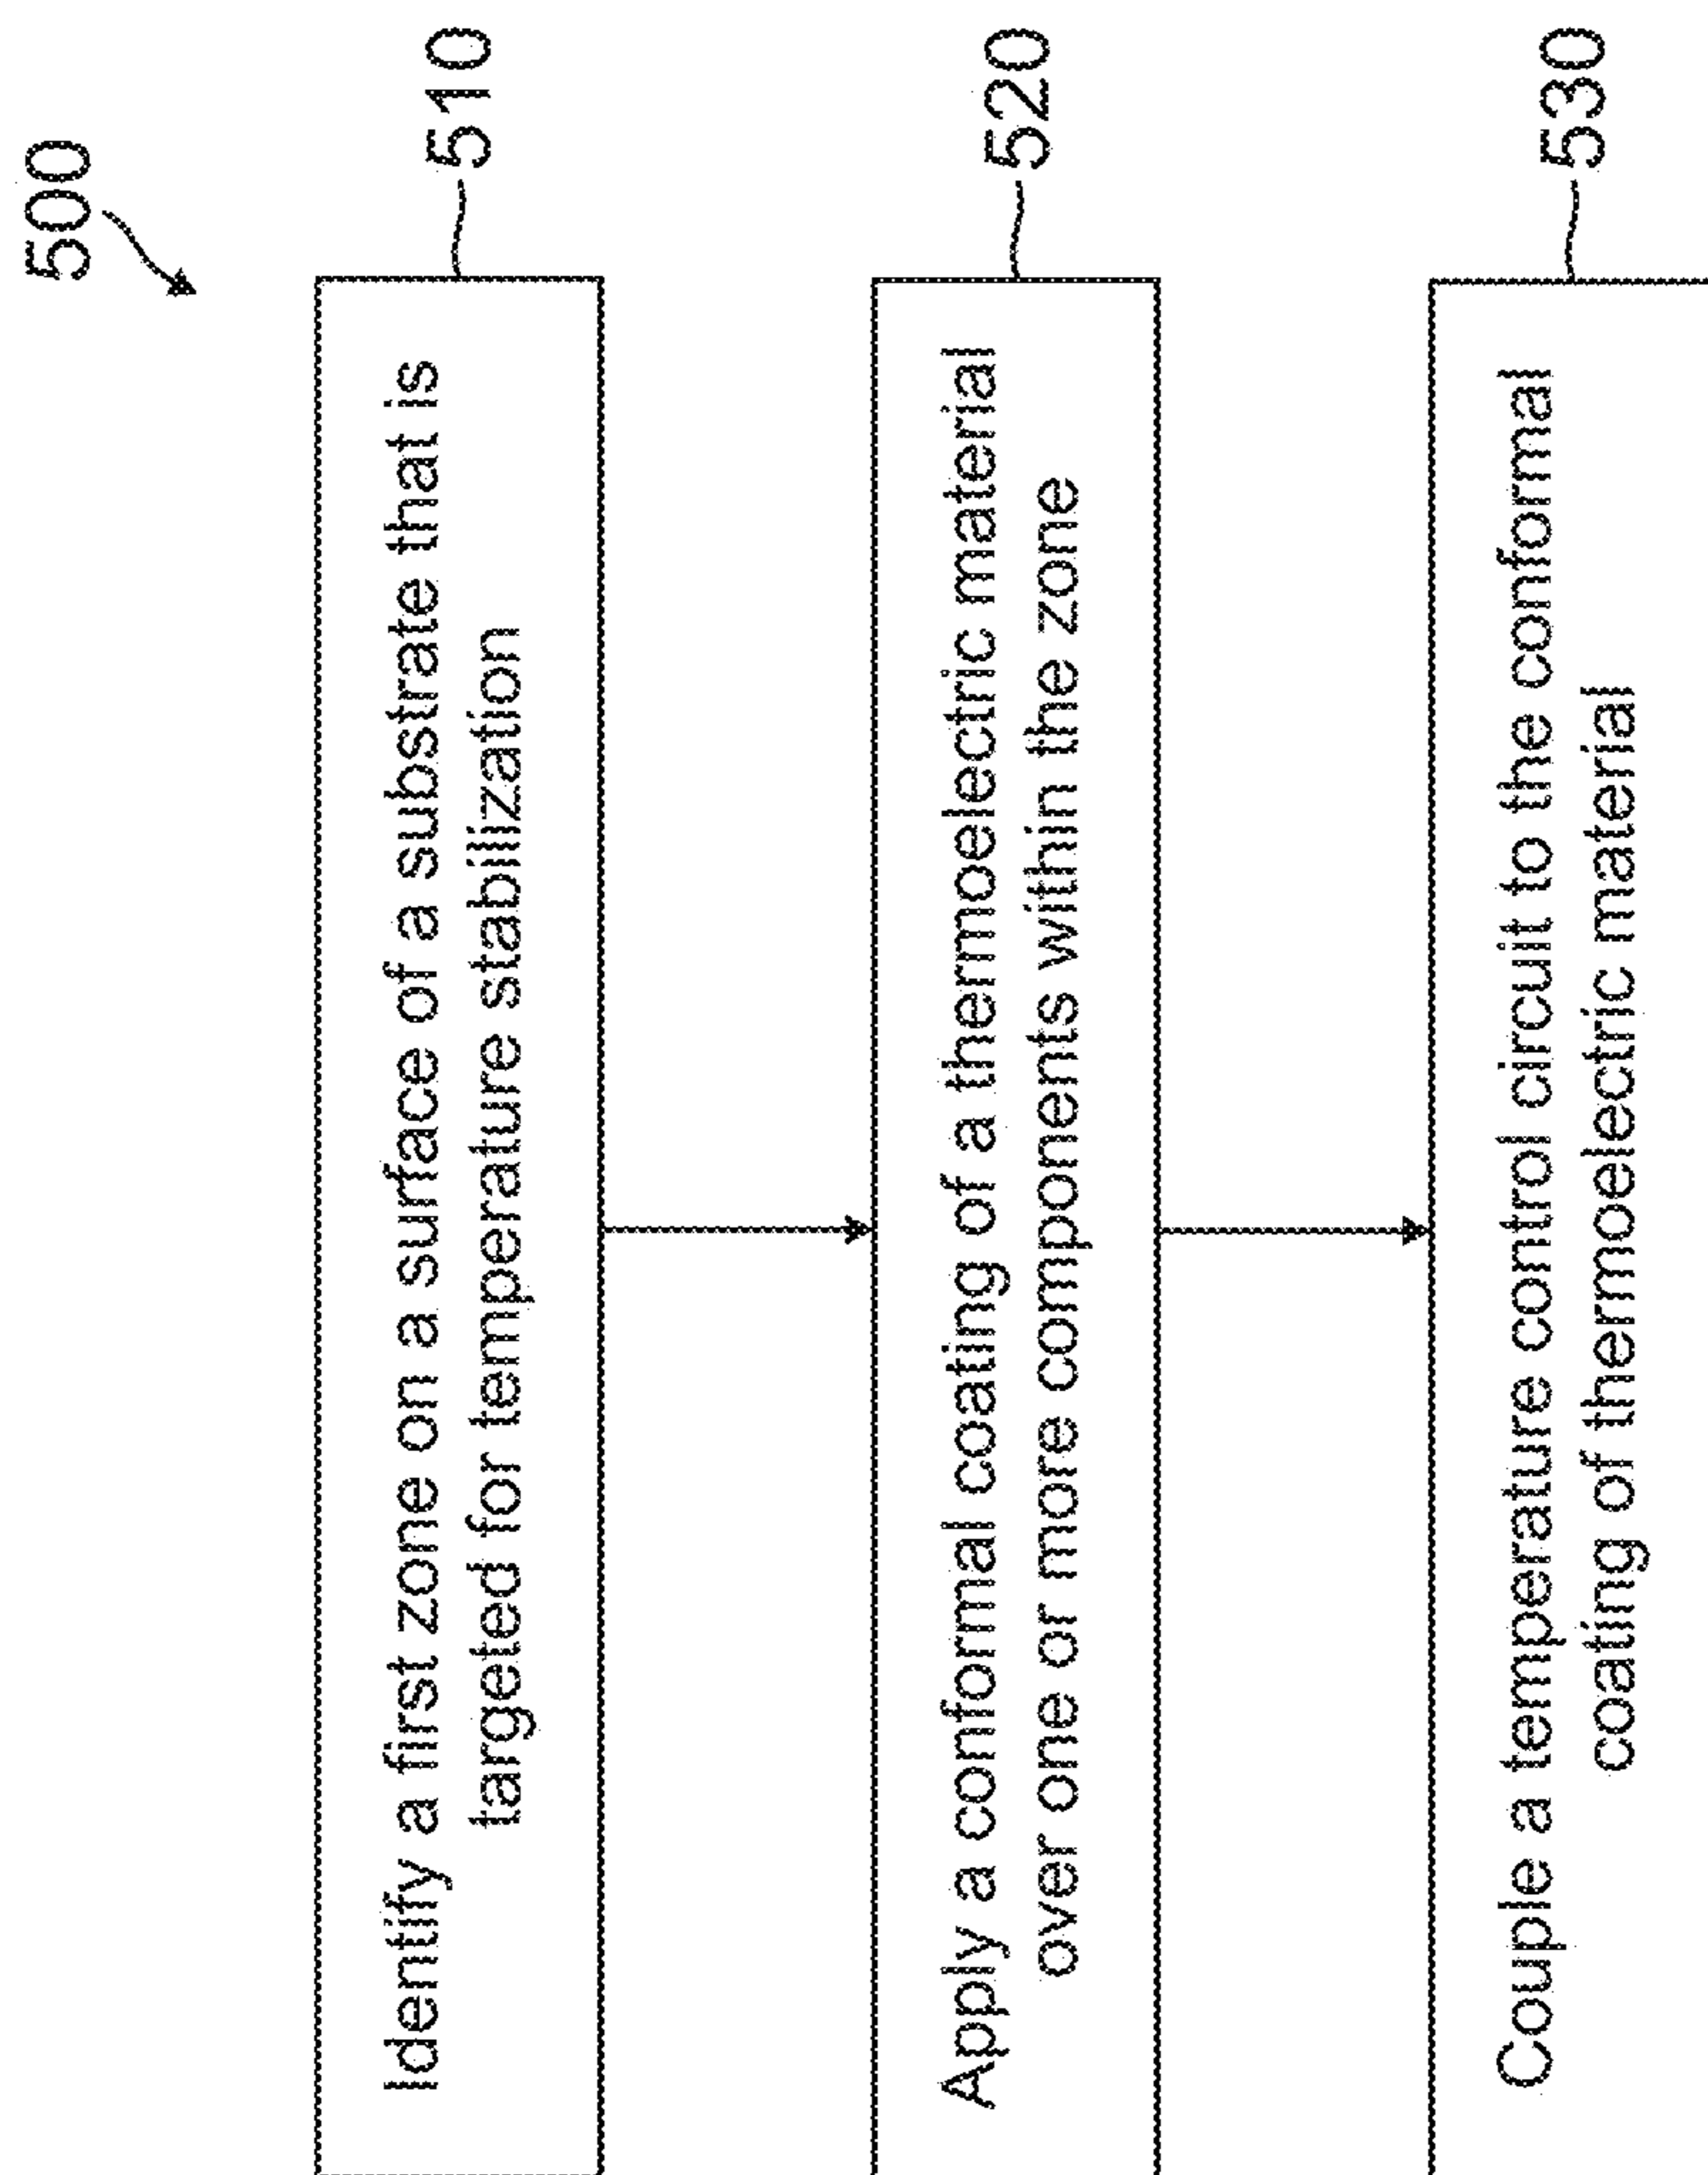 500
Identify a first zone on a surface of a substrate that is
targeted for temperature stabilization
510
Apply a conformal coating of a thermoelectric material
over one or more components within the zone
520
Couple a temperature control circuit to the conformal
coating of thermoelectric material
530